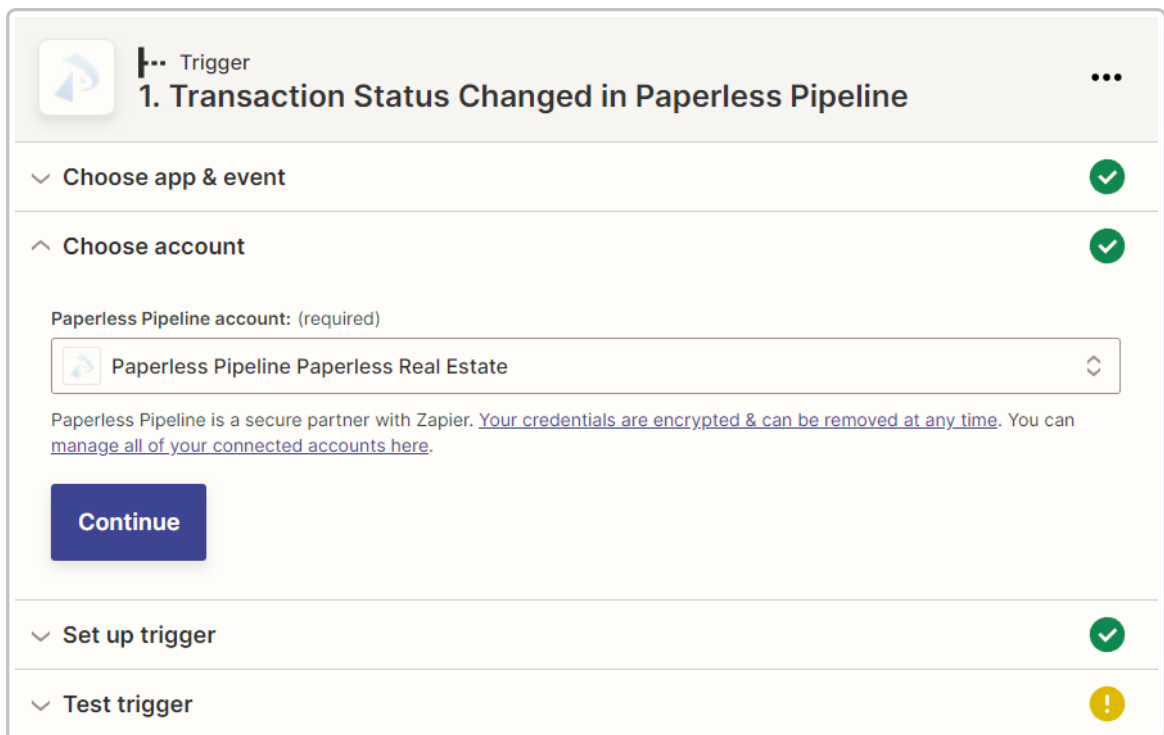 Trigger
1. Transaction Status Changed in Paperless Pipeline
Choose app & event
Choose account
Paperless Pipeline account: (required)
Paperless Pipeline Paperless Real Estate
Paperless Pipeline is a secure partner with Zapier. Your credentials are encrypted & can be removed at any time. You can
manage all of your connected accounts here.
Continue
Set up trigger
Test trigger